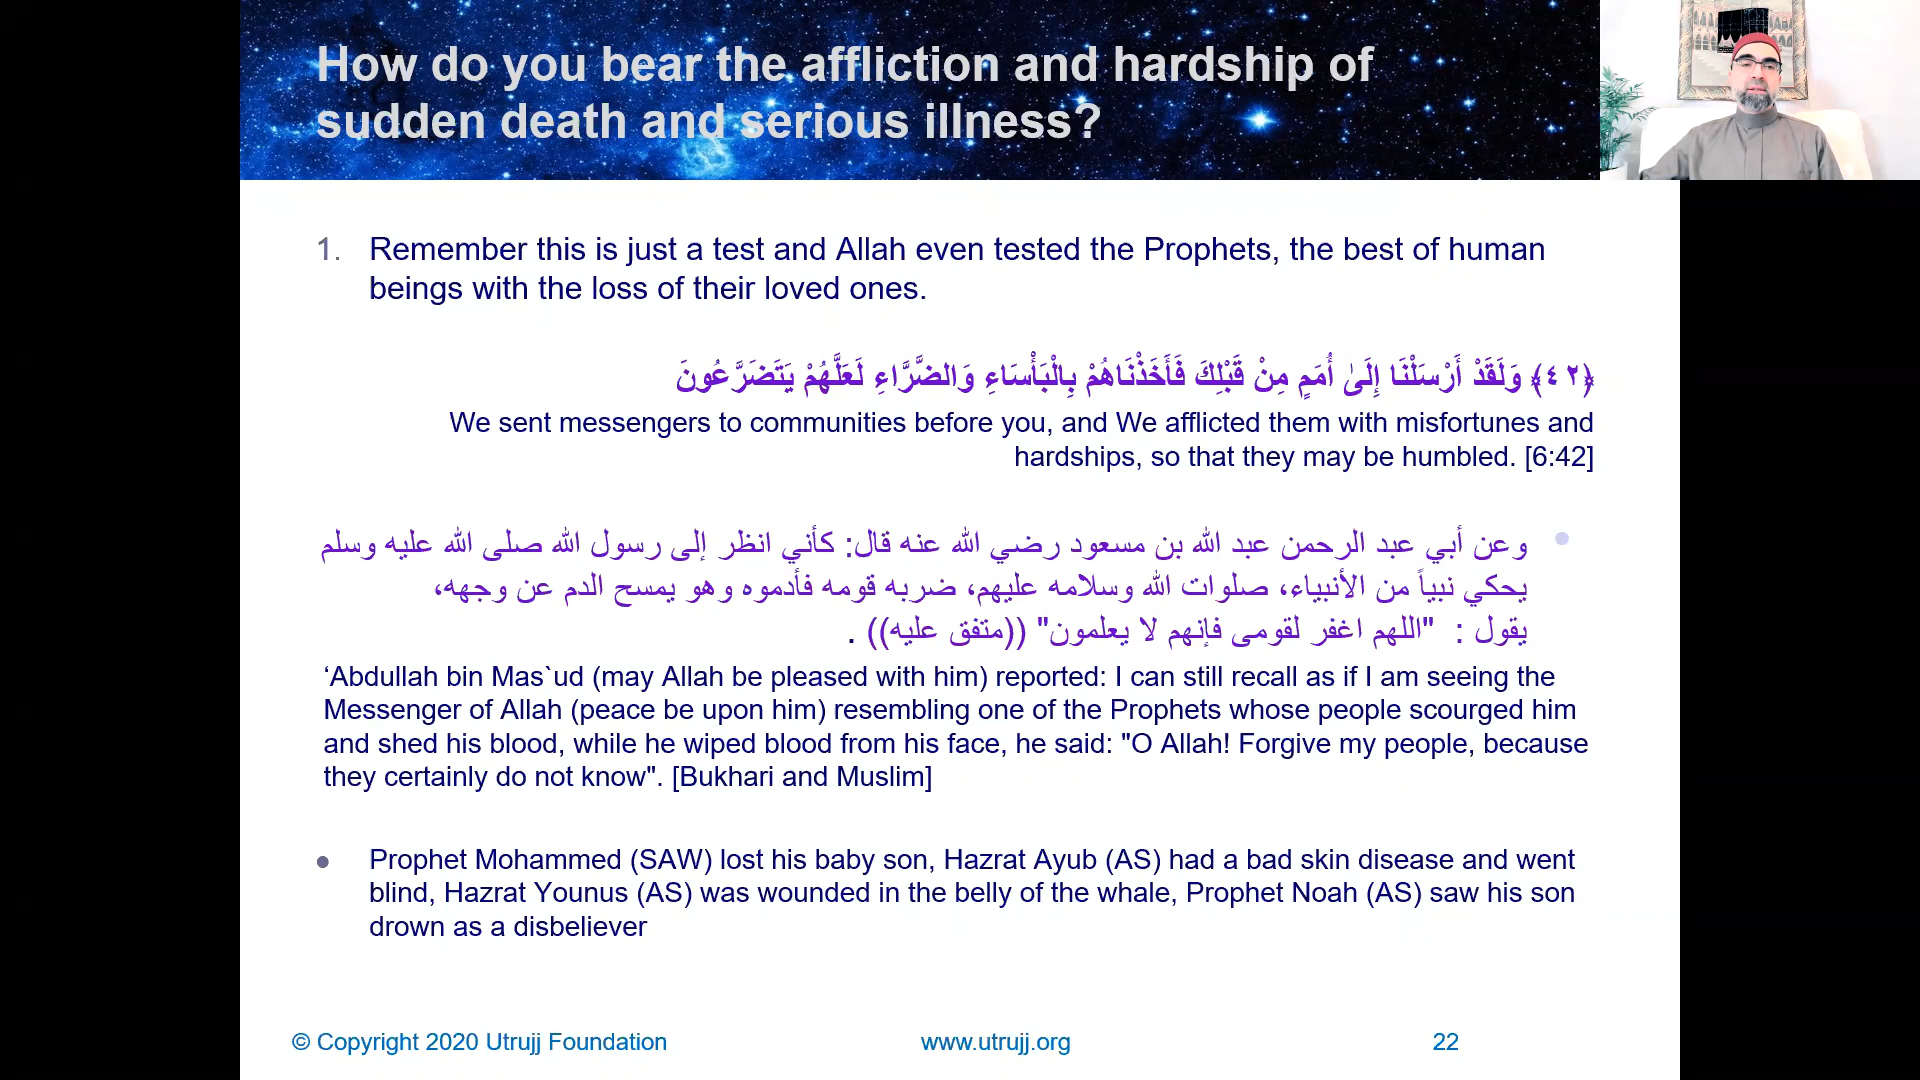 How do you bear the affliction and hardship of
sudden death and serious illness?
1. Remember this is just a test and Allah even tested the Prophets, the best of human
beings with the loss of their loved ones.
﴿٤٢﴾ وَلَقَدْ أَرْسَلْنَا إِلَىٰ أُمَمٍ مِنْ قَبْلِكَ فَأَخَذْنَاهُمْ بِالْبَأْسَاءِ وَالضَّرَّاءِ لَعَلَّهُمْ يَتَضَرَّعُونَ
We sent messengers to communities before you, and We afflicted them with misfortunes and
hardships, so that they may be humbled. [6:42]
• وعن أبي عبد الرحمن عبد الله بن مسعود رضي الله عنه قال: كأني انظر إلى رسول الله صلى الله عليه وسلم
يحكي نبياً من الأنبياء، صلوات الله وسلامه عليهم، ضربه قومه فأدموه وهو يمسح الدم عن وجهه،
يقول : "اللهم اغفر لقومى فإنهم لا يعلمون" ((متفق عليه)) .
‘Abdullah bin Mas`ud (may Allah be pleased with him) reported: I can still recall as if I am seeing the
Messenger of Allah (peace be upon him) resembling one of the Prophets whose people scourged him
and shed his blood, while he wiped blood from his face, he said: "O Allah! Forgive my people, because
they certainly do not know". [Bukhari and Muslim]
• Prophet Mohammed (SAW) lost his baby son, Hazrat Ayub (AS) had a bad skin disease and went
blind, Hazrat Younus (AS) was wounded in the belly of the whale, Prophet Noah (AS) saw his son
drown as a disbeliever
© Copyright 2020 Utrujj Foundation www.utrujj.org 22